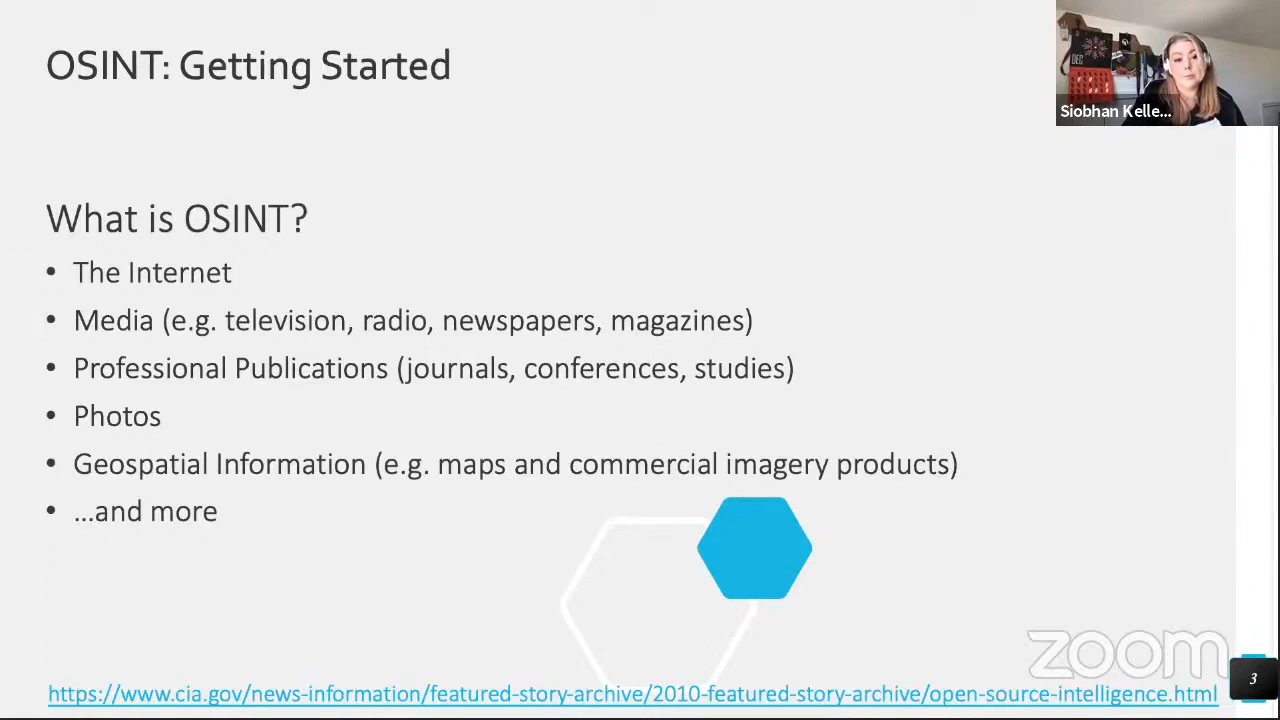 OSINT: Getting Started
DEC
Siobhan Kelle...
What is OSINT?
• The Internet
• Media (e.g. television, radio, newspapers, magazines)
• Professional Publications (journals, conferences, studies)
• Photos
• Geospatial Information (e.g. maps and commercial imagery products)
• ...and more
zoom
https://www.cia.gov/news-information/featured-story-archive/2010-featured-story-archive/open-source-intelligence.html
3